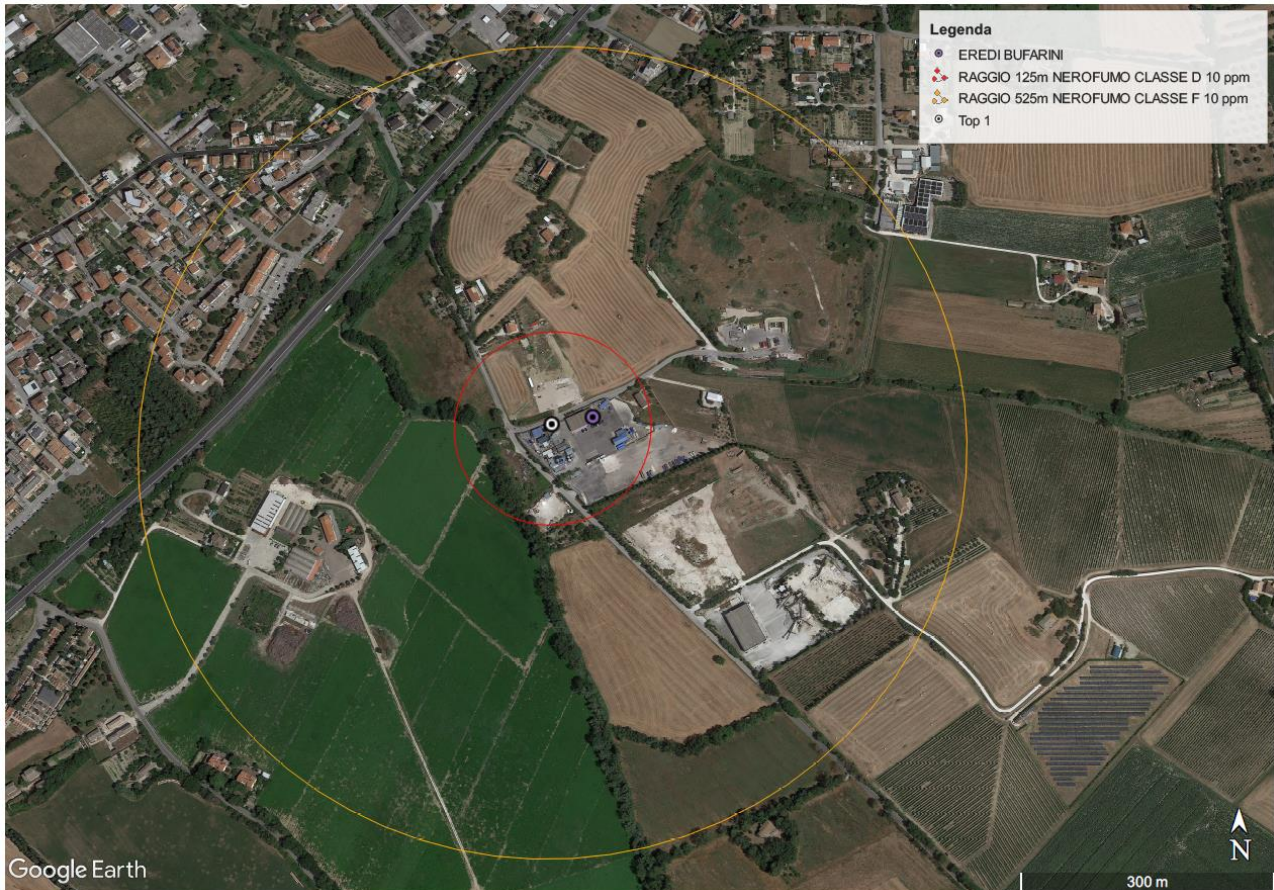 Legenda
EREDI BUFARINI
RAGGIO 125m NEROFUMO CLASSE D 10 ppm
RAGGIO 525m NEROFUMO CLASSE F 10 ppm
Top 1
N
Google Earth
300 m